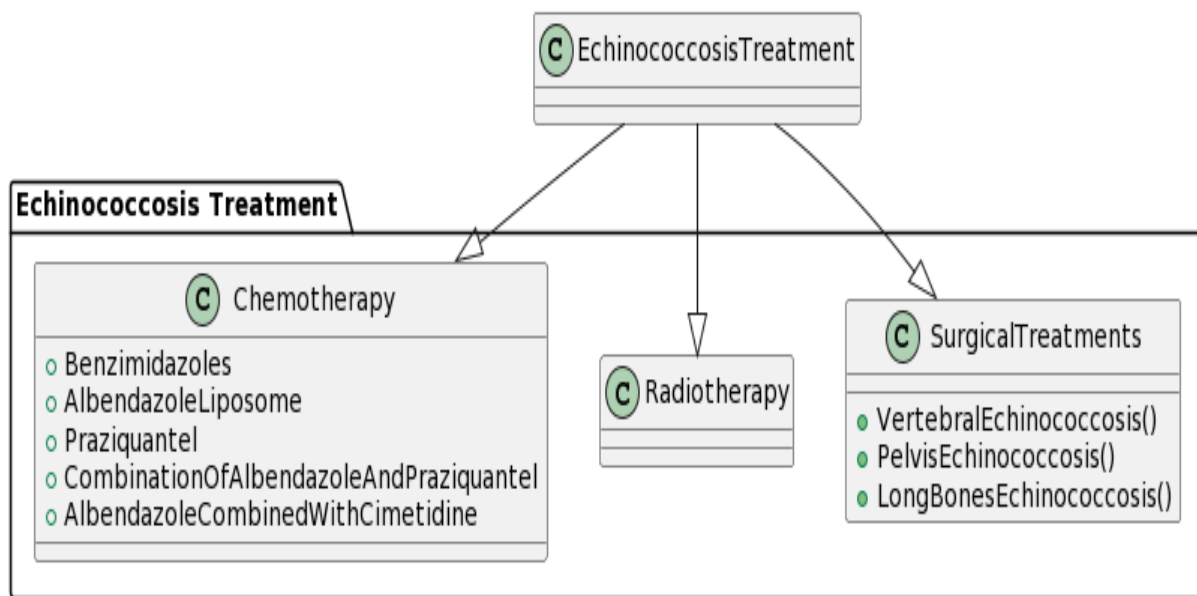 C EchinococcosisTreatment
Echinococcosis Treatment
C Chemotherapy
Benzimidazoles
AlbendazoleLiposome
Praziquantel
CombinationOfAlbendazoleAndPraziquantel
AlbendazoleCombinedWithCimetidine
C Radiotherapy
C SurgicalTreatments
VertebralEchinococcosis()
PelvisEchinococcosis()
LongBonesEchinococcosis()